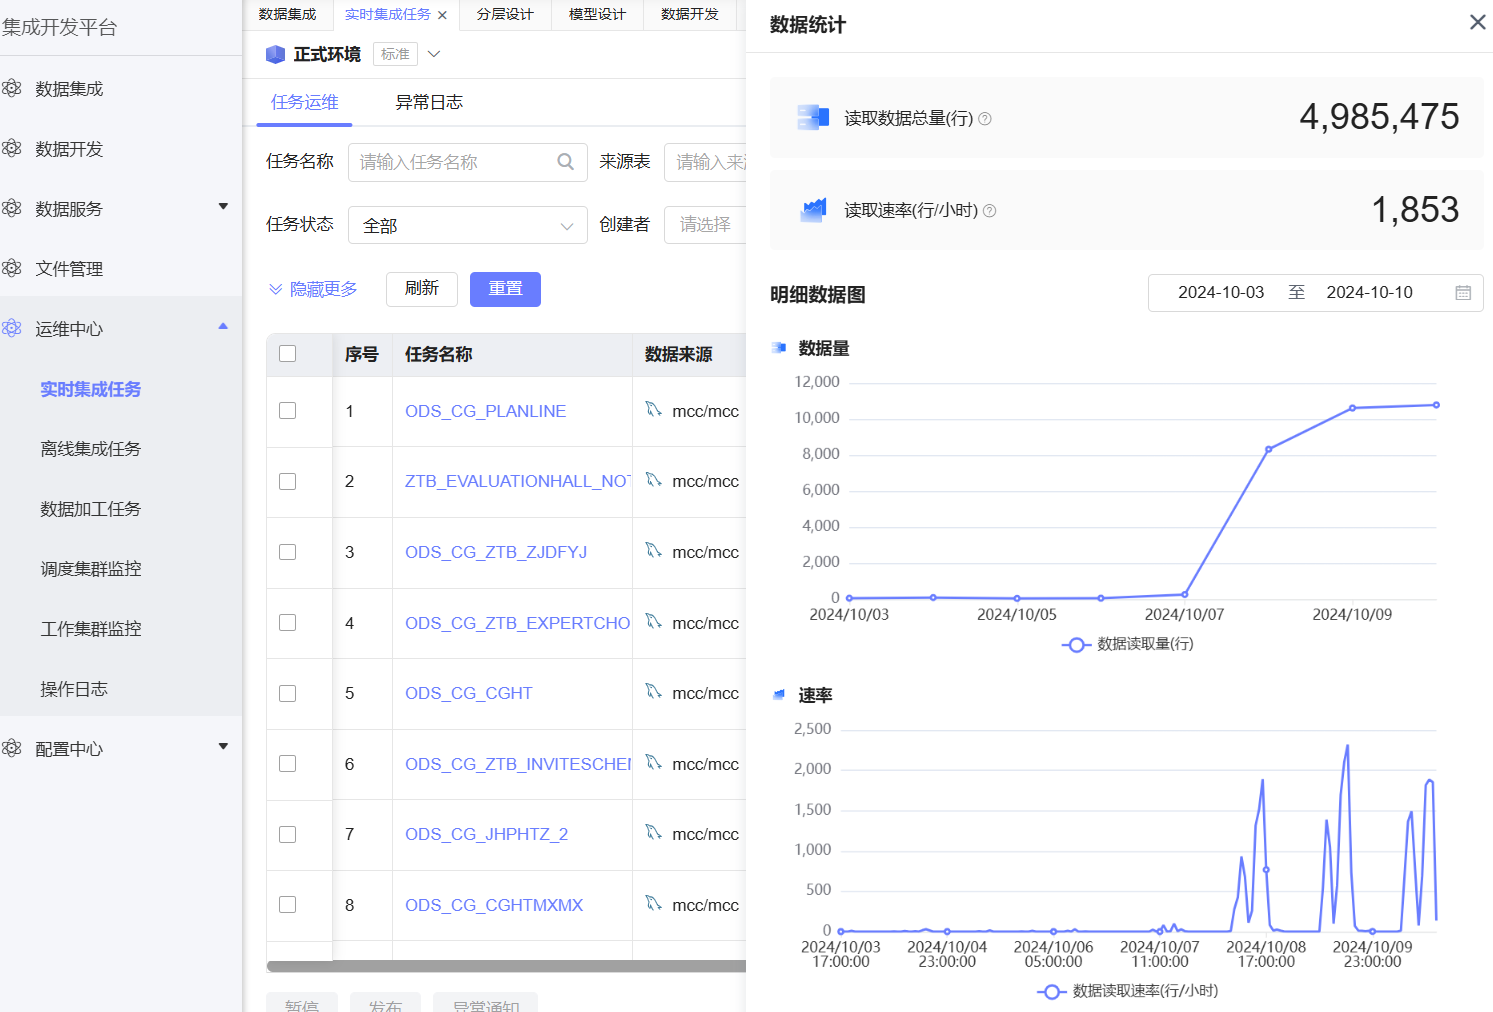 集成开发平台
数据集成
数据开发
数据服务
文件管理
运维中心
实时集成任务
离线集成任务
数据加工任务
调度集群监控
工作集群监控
操作日志
配置中心
数据集成 实时集成任务 分层设计 模型设计 数据开发
正式环境 标准
任务运维 异常日志
任务名称 请输入任务名称 来源表 请输入来
任务状态 全部 创建者 请选择
隐藏更多 刷新 重置
序号 任务名称 数据来源
1 ODS_CG_PLANLINE mcc/mcc
2 ZTB_EVALUATIONHALL_NOT mcc/mcc
3 ODS_CG_ZTB_ZJDFYJ mcc/mcc
4 ODS_CG_ZTB_EXPERTCHO mcc/mcc
5 ODS_CG_CGHT mcc/mcc
6 ODS_CG_ZTB_INVITESCHEM mcc/mcc
7 ODS_CG_JHPHTZ_2 mcc/mcc
8 ODS_CG_CGHTMXMX mcc/mcc
暂停 发布 异常通知
数据统计
读取数据总量(行) 4,985,475
读取速率(行/小时) 1,853
明细数据图 2024-10-03 至 2024-10-10
数据量
12,000
10,000
8,000
6,000
4,000
2,000
0
2024/10/03 2024/10/05 2024/10/07 2024/10/09
数据读取量(行)
速率
2,500
2,000
1,500
1,000
500
0
2024/10/03 2024/10/04 2024/10/06 2024/10/07 2024/10/08 2024/10/09
17:00:00 23:00:00 05:00:00 11:00:00 17:00:00 23:00:00
数据读取速率(行/小时)